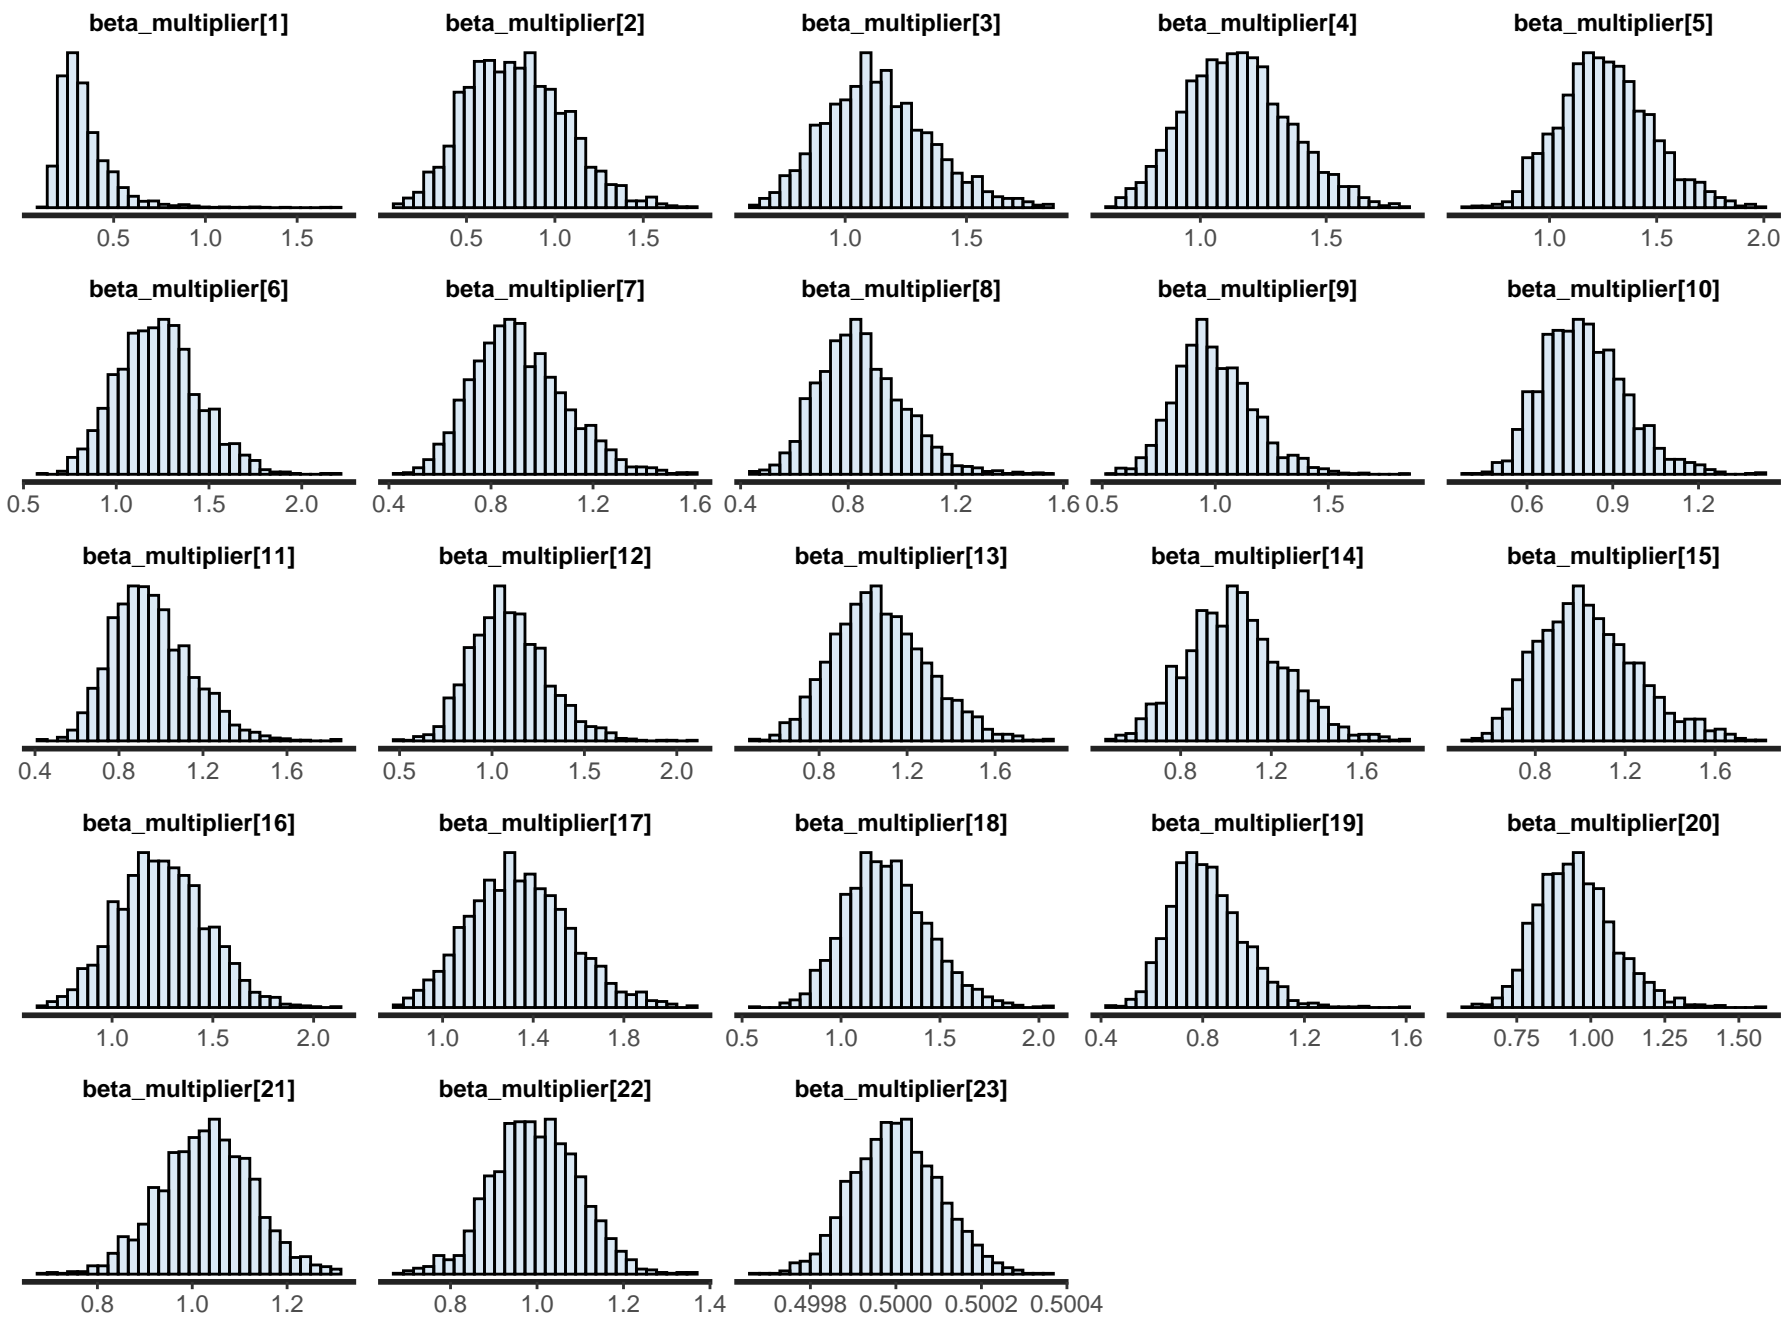 beta_multiplier[1] beta_multiplier[2] beta_multiplier[3] beta_multiplier[4] beta_multiplier[5]
0.5 1.0 1.5 0.5 1.0 1.5 1.0 1.5 1.0 1.5 1.0 1.5 2.0
beta_multiplier[6] beta_multiplier[7] beta_multiplier[8] beta_multiplier[9] beta_multiplier[10]
0.5 1.0 1.5 2.0 0.4 0.8 1.2 1.6 0.4 0.8 1.2 1.6 0.5 1.0 1.5 0.6 0.9 1.2
beta_multiplier[11] beta_multiplier[12] beta_multiplier[13] beta_multiplier[14] beta_multiplier[15]
0.4 0.8 1.2 1.6 0.5 1.0 1.5 2.0 0.8 1.2 1.6 0.8 1.2 1.6 0.8 1.2 1.6
beta_multiplier[16] beta_multiplier[17] beta_multiplier[18] beta_multiplier[19] beta_multiplier[20]
1.0 1.5 2.0 1.0 1.4 1.8 0.5 1.0 1.5 2.0 0.4 0.8 1.2 1.6 0.75 1.00 1.25 1.50
beta_multiplier[21] beta_multiplier[22] beta_multiplier[23]
0.8 1.0 1.2 0.8 1.0 1.2 1.4 0.4998 0.5000 0.5002 0.5004